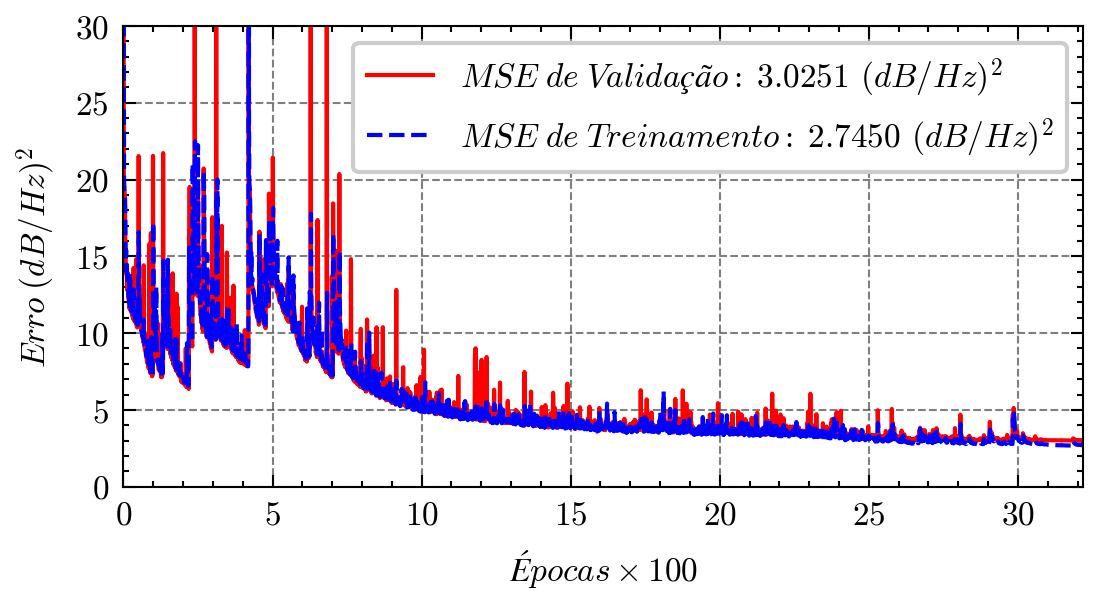 30
25
20
15
10
5
0
Erro (dB/Hz)²
MSE de Validação : 3.0251 (dB/Hz)²
MSE de Treinamento : 2.7450 (dB/Hz)²
0 5 10 15 20 25 30
Épocas × 100